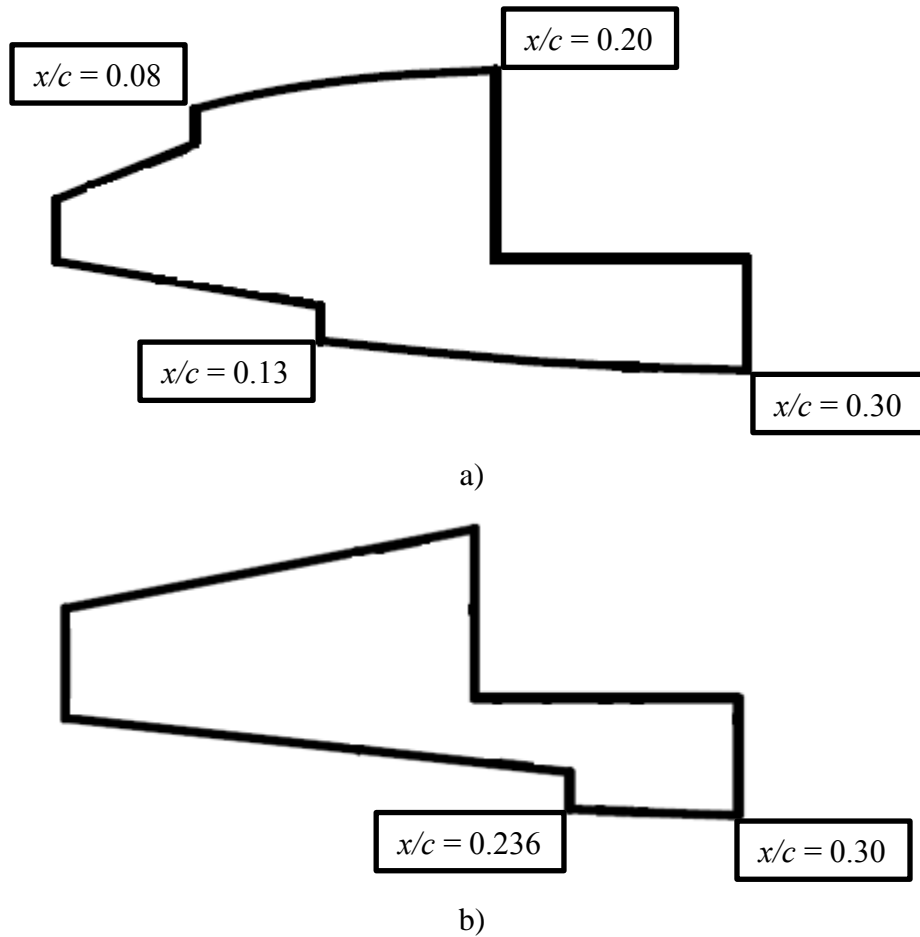 x/c = 0.20
x/c = 0.08
x/c = 0.13
x/c = 0.30
a)
x/c = 0.236
x/c = 0.30
b)